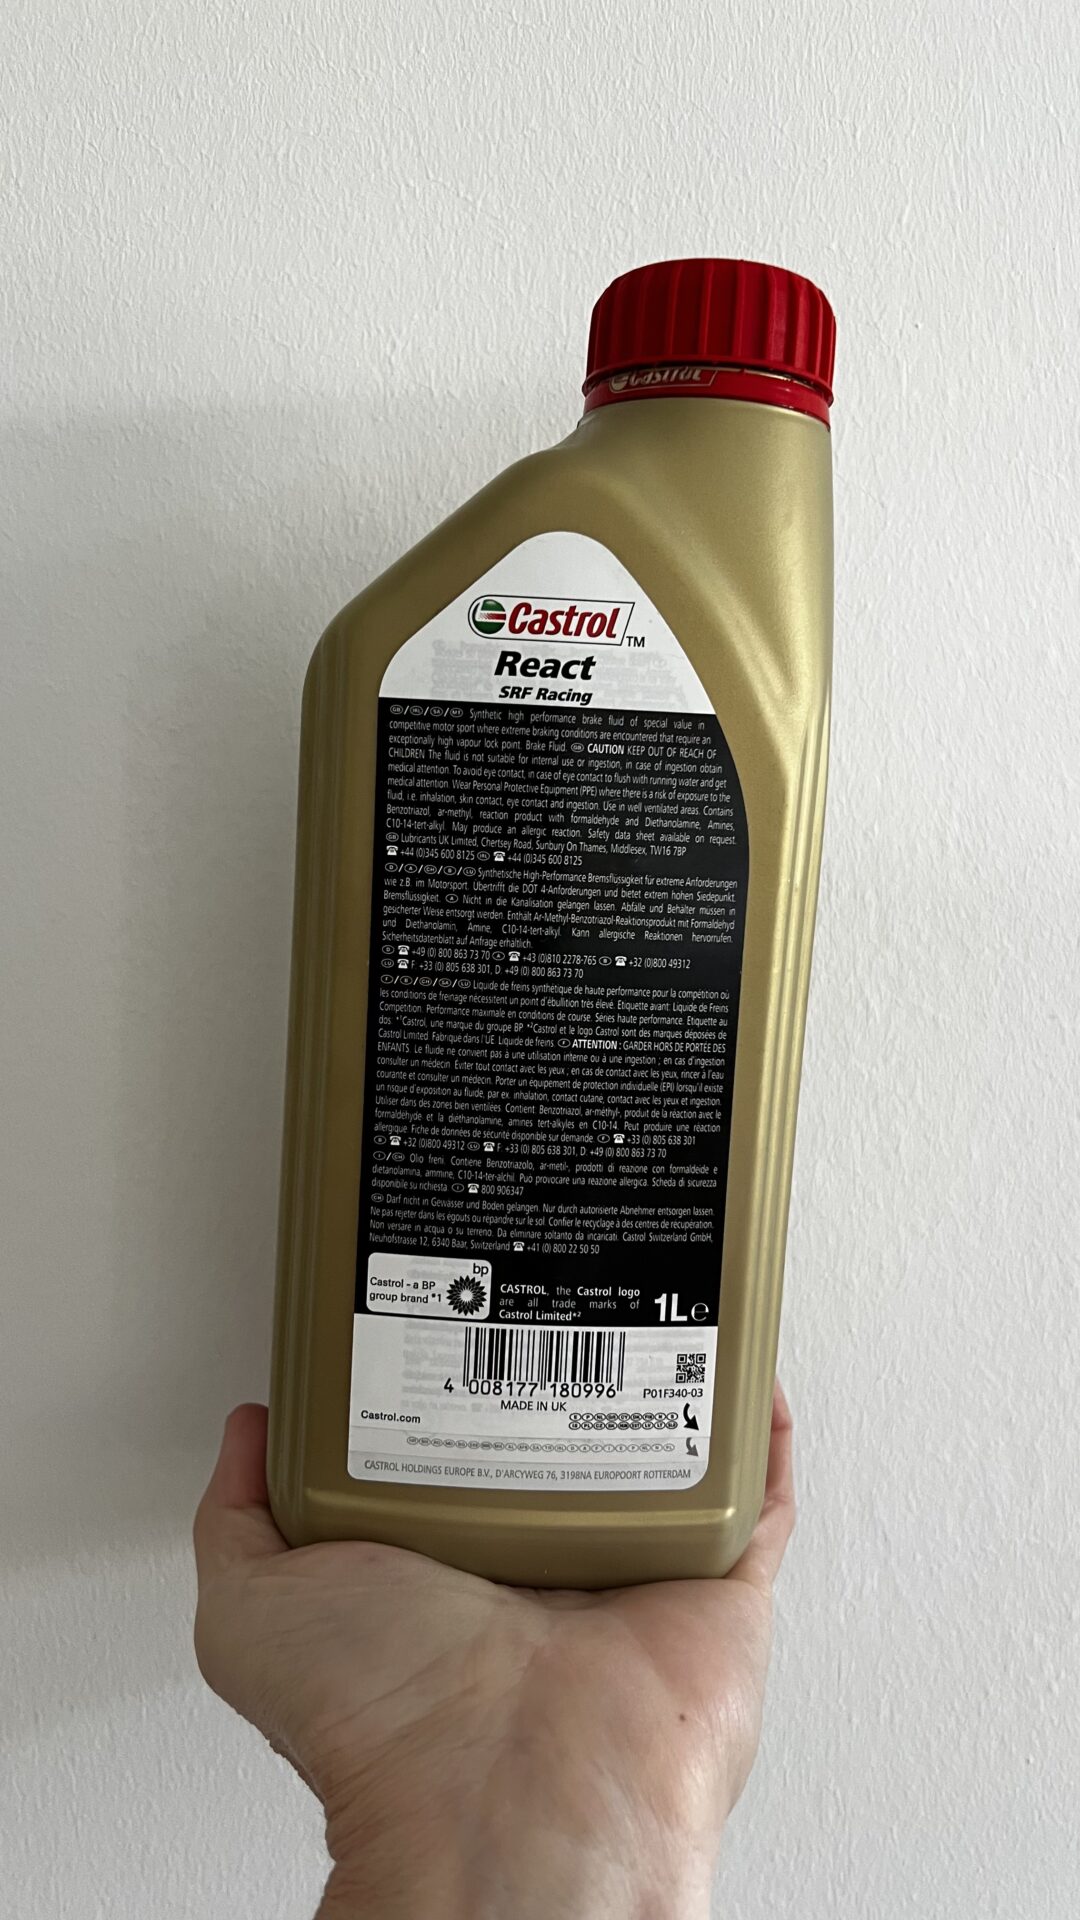 Castrol
Castrol TM
React
SRF Racing
GB / IRL / SA / MT Synthetic high performance brake fluid of special value in
competitive motor sport where extreme braking conditions are encountered that require an
exceptionally high vapour lock point. Brake Fluid. GB CAUTION KEEP OUT OF REACH OF
CHILDREN The fluid is not suitable for internal use or ingestion, in case of ingestion obtain
medical attention. To avoid eye contact, in case of eye contact to flush with running water and get
medical attention. Wear Personal Protective Equipment (PPE) where there is a risk of exposure to the
fluid, i.e. inhalation, skin contact, eye contact and ingestion. Use in well ventilated areas. Contains
Benzotriazol, ar-methyl, reaction product with formaldehyde and Diethanolamine, Amines,
C10-14-tert-alkyl. May produce an allergic reaction. Safety data sheet available on request.
GB Lubricants UK Limited, Chertsey Road, Sunbury On Thames, Middlesex, TW16 7BP
☎ +44 (0)345 600 8125 IRL ☎ +44 (0)345 600 8125
D / A / CH / B / LU Synthetische High-Performance Bremsflüssigkeit für extreme Anforderungen
wie z.B. im Motorsport. Übertrifft die DOT 4-Anforderungen und bietet extrem hohen Siedepunkt.
Bremsflüssigkeit. A Nicht in die Kanalisation gelangen lassen. Abfälle und Behälter müssen in
gesicherter Weise entsorgt werden. Enthält Ar-Methyl-Benzotriazol-Reaktionsprodukt mit Formaldehyd
und Diethanolamin, Amine, C10-14-tert-alkyl. Kann allergische Reaktionen hervorrufen.
Sicherheitsdatenblatt auf Anfrage erhältlich.
D ☎ +49 (0) 800 863 73 70 A ☎ +43 (0)810 2278-765 B ☎ +32 (0)800 49312
LU ☎ F: +33 (0) 805 638 301, D: +49 (0) 800 863 73 70
F / B / CH / SA / LU Liquide de freins synthétique de haute performance pour la compétition où
les conditions de freinage nécessitent un point d'ébullition très élevé. Etiquette avant: Liquide de Freins
Compétition. Performance maximale en conditions de course. Séries haute performance. Etiquette au
dos: *¹Castrol, une marque du groupe BP. *²Castrol et le logo Castrol sont des marques déposées de
Castrol Limited. Fabriqué dans l'UE. Liquide de freins. F ATTENTION : GARDER HORS DE PORTÉE DES
ENFANTS. Le fluide ne convient pas à une utilisation interne ou à une ingestion ; en cas d'ingestion
consulter un médecin. Éviter tout contact avec les yeux ; en cas de contact avec les yeux, rincer à l'eau
courante et consulter un médecin. Porter un équipement de protection individuelle (EPI) lorsqu'il existe
un risque d'exposition au fluide, par ex. inhalation, contact cutané, contact avec les yeux et ingestion.
Utiliser dans des zones bien ventilées. Contient: Benzotriazol, ar-méthyl-, produit de la réaction avec le
formaldéhyde et la diethanolamine, amines tert-alkyles en C10-14. Peut produire une réaction
allergique. Fiche de données de sécurité disponible sur demande. F ☎ +33 (0) 805 638 301
B ☎ +32 (0)800 49312 LU ☎ F: +33 (0) 805 638 301, D: +49 (0) 800 863 73 70
I / CH Olio freni. Contiene Benzotriazolo, ar-metil-, prodotti di reazione con formaldeide e
dietanolamina, ammine, C10-14-ter-alchil. Può provocare una reazione allergica. Scheda di sicurezza
disponibile su richiesta. I ☎ 800 906347
CH Darf nicht in Gewässer und Boden gelangen. Nur durch autorisierte Abnehmer entsorgen lassen.
Ne pas rejeter dans les égouts ou répandre sur le sol. Confier le recyclage à des centres de récupération.
Non versare in acqua o su terreno. Da eliminare soltanto da incaricati. Castrol Switzerland GmbH,
Neuhofstrasse 12, 6340 Baar, Switzerland ☎ +41 (0) 800 22 50 50
bp
Castrol - a BP
group brand *1
CASTROL, the Castrol logo
are all trade marks of
Castrol Limited*²
1L e
4 008177 180996
P01F340-03
MADE IN UK
Castrol.com
CASTROL HOLDINGS EUROPE B.V., D'ARCYWEG 76, 3198NA EUROPOORT ROTTERDAM